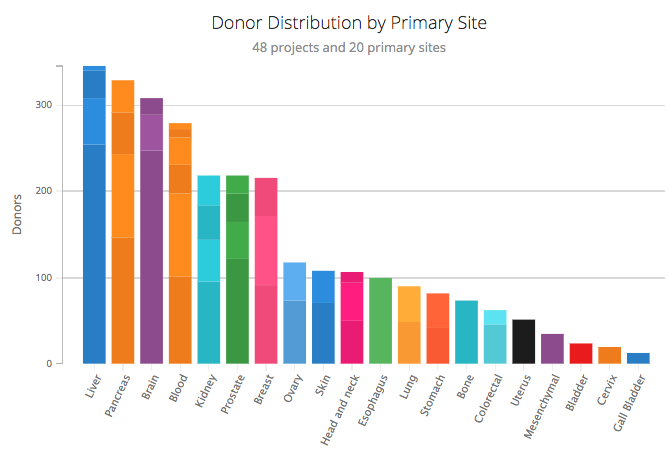 Donor Distribution by Primary Site
48 projects and 20 primary sites
Donors
300
200
100
0
Liver
Pancreas
Brain
Blood
Kidney
Prostate
Breast
Ovary
Skin
Head and neck
Esophagus
Lung
Stomach
Bone
Colorectal
Uterus
Mesenchymal
Bladder
Cervix
Gall Bladder